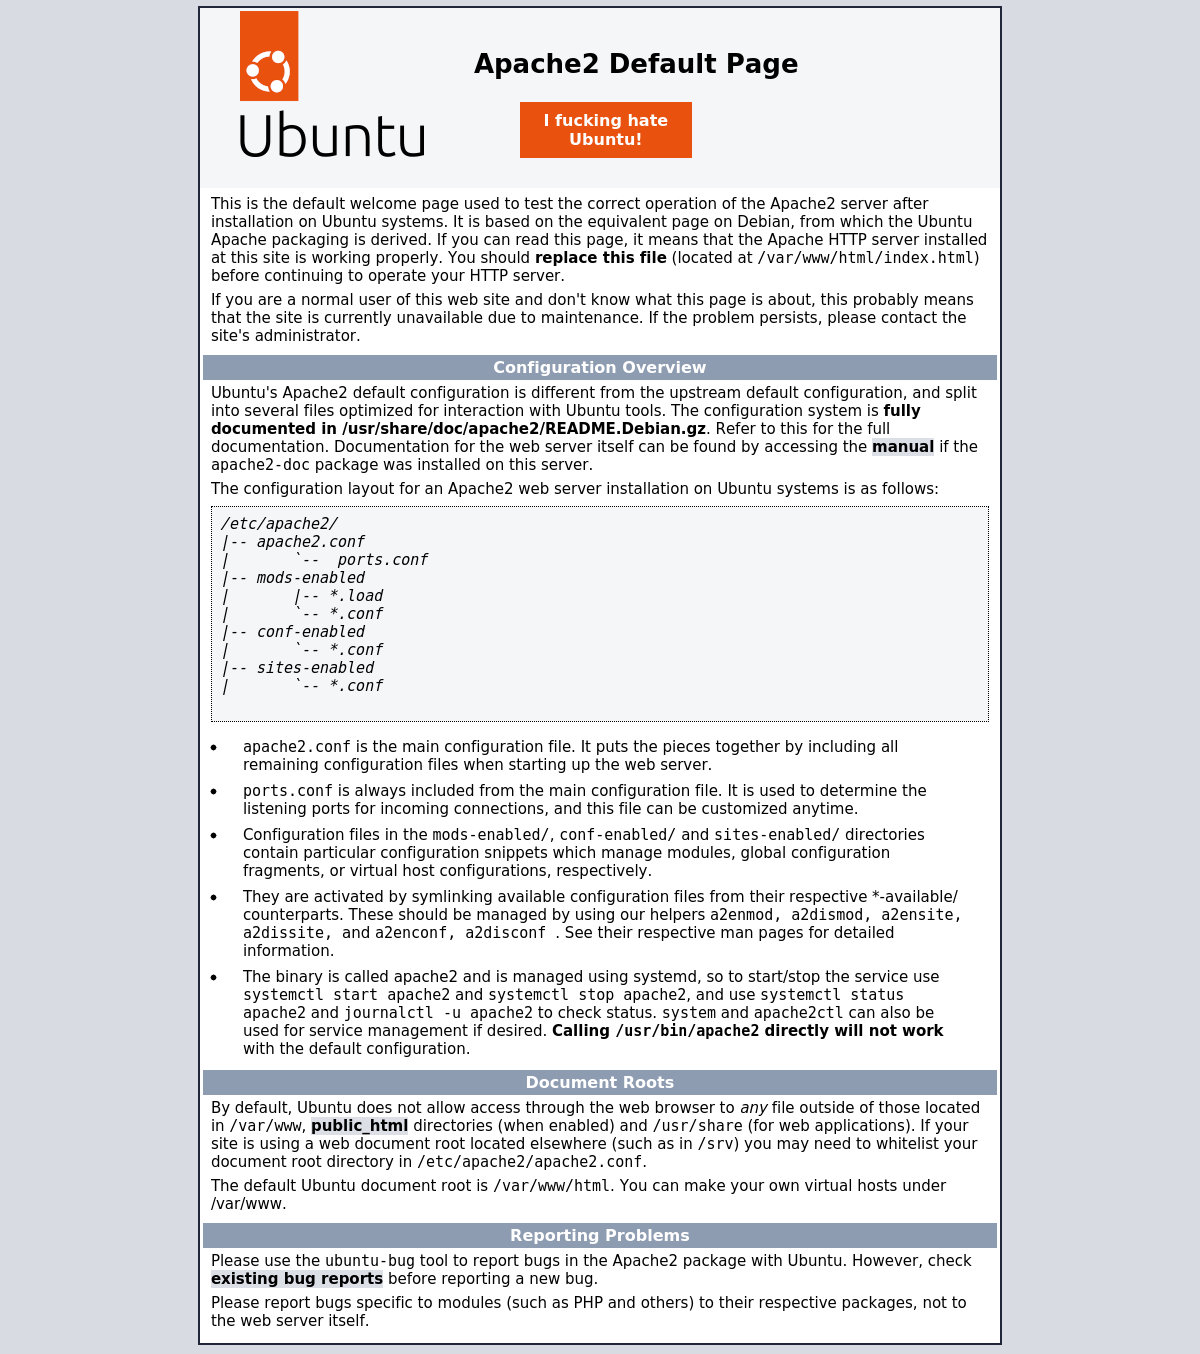 Apache2 Default Page
Ubuntu
I fucking hate
Ubuntu!
This is the default welcome page used to test the correct operation of the Apache2 server after
installation on Ubuntu systems. It is based on the equivalent page on Debian, from which the Ubuntu
Apache packaging is derived. If you can read this page, it means that the Apache HTTP server installed
at this site is working properly. You should replace this file (located at /var/www/html/index.html)
before continuing to operate your HTTP server.
If you are a normal user of this web site and don't know what this page is about, this probably means
that the site is currently unavailable due to maintenance. If the problem persists, please contact the
site's administrator.
Configuration Overview
Ubuntu's Apache2 default configuration is different from the upstream default configuration, and split
into several files optimized for interaction with Ubuntu tools. The configuration system is fully
documented in /usr/share/doc/apache2/README.Debian.gz. Refer to this for the full
documentation. Documentation for the web server itself can be found by accessing the manual if the
apache2-doc package was installed on this server.
The configuration layout for an Apache2 web server installation on Ubuntu systems is as follows:
/etc/apache2/
|-- apache2.conf
|       `--  ports.conf
|-- mods-enabled
|       |-- *.load
|       `-- *.conf
|-- conf-enabled
|       `-- *.conf
|-- sites-enabled
|       `-- *.conf
• apache2.conf is the main configuration file. It puts the pieces together by including all
remaining configuration files when starting up the web server.
• ports.conf is always included from the main configuration file. It is used to determine the
listening ports for incoming connections, and this file can be customized anytime.
• Configuration files in the mods-enabled/, conf-enabled/ and sites-enabled/ directories
contain particular configuration snippets which manage modules, global configuration
fragments, or virtual host configurations, respectively.
• They are activated by symlinking available configuration files from their respective *-available/
counterparts. These should be managed by using our helpers a2enmod, a2dismod, a2ensite,
a2dissite, and a2enconf, a2disconf . See their respective man pages for detailed
information.
• The binary is called apache2 and is managed using systemd, so to start/stop the service use
systemctl start apache2 and systemctl stop apache2, and use systemctl status
apache2 and journalctl -u apache2 to check status. system and apache2ctl can also be
used for service management if desired. Calling /usr/bin/apache2 directly will not work
with the default configuration.
Document Roots
By default, Ubuntu does not allow access through the web browser to any file outside of those located
in /var/www, public_html directories (when enabled) and /usr/share (for web applications). If your
site is using a web document root located elsewhere (such as in /srv) you may need to whitelist your
document root directory in /etc/apache2/apache2.conf.
The default Ubuntu document root is /var/www/html. You can make your own virtual hosts under
/var/www.
Reporting Problems
Please use the ubuntu-bug tool to report bugs in the Apache2 package with Ubuntu. However, check
existing bug reports before reporting a new bug.
Please report bugs specific to modules (such as PHP and others) to their respective packages, not to
the web server itself.